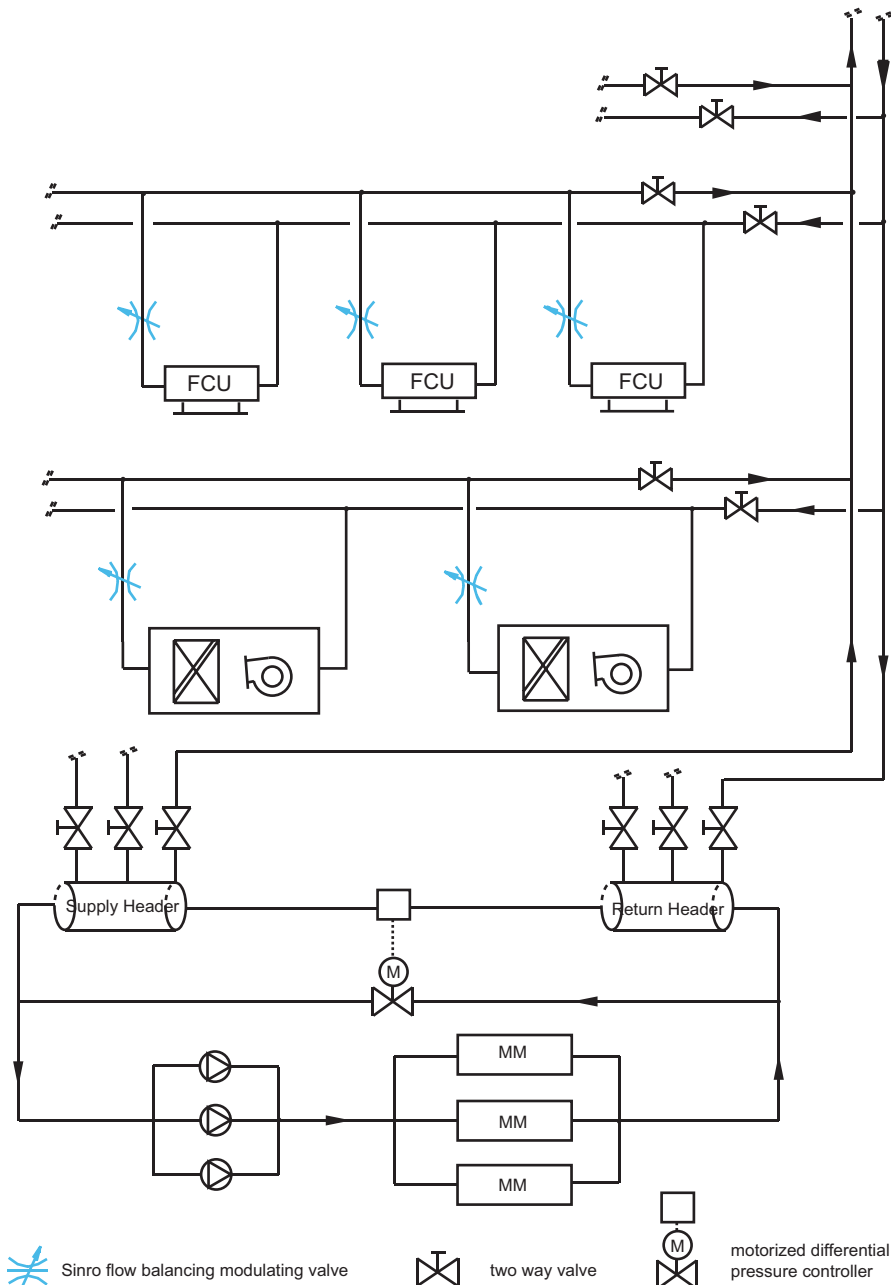 FCU
FCU
FCU
Supply Header
Return Header
M
MM
MM
MM
Sinro flow balancing modulating valve
two way valve
M
motorized differential
pressure controller